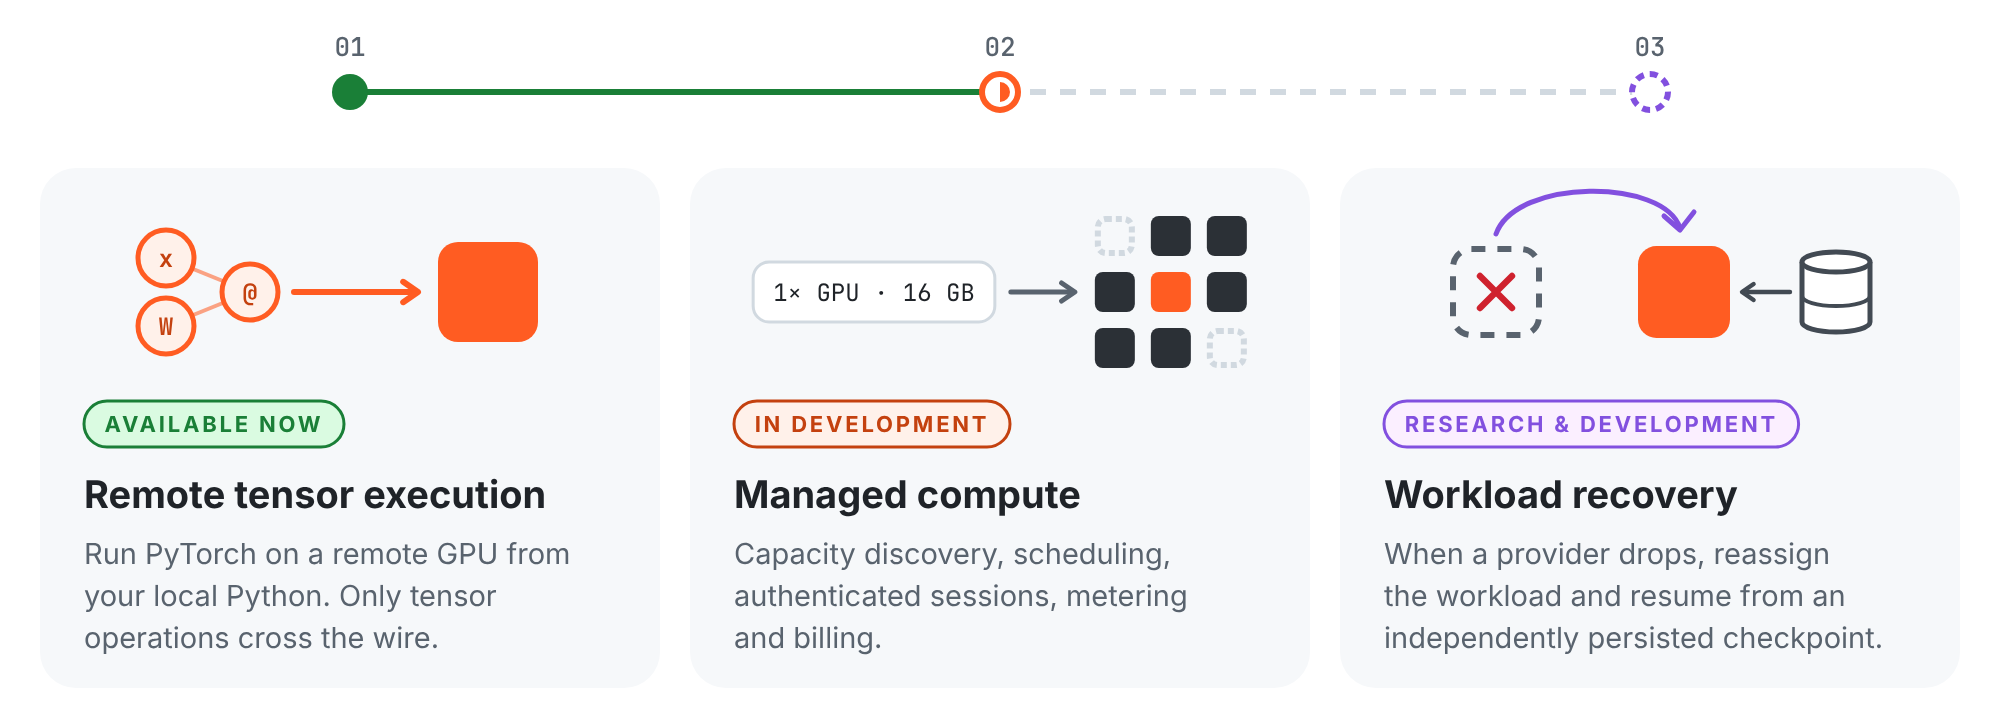 01
02
03
x
@
W
1× GPU · 16 GB
AVAILABLE NOW
Remote tensor execution
Run PyTorch on a remote GPU from
your local Python. Only tensor
operations cross the wire.
IN DEVELOPMENT
Managed compute
Capacity discovery, scheduling,
authenticated sessions, metering
and billing.
RESEARCH & DEVELOPMENT
Workload recovery
When a provider drops, reassign
the workload and resume from an
independently persisted checkpoint.